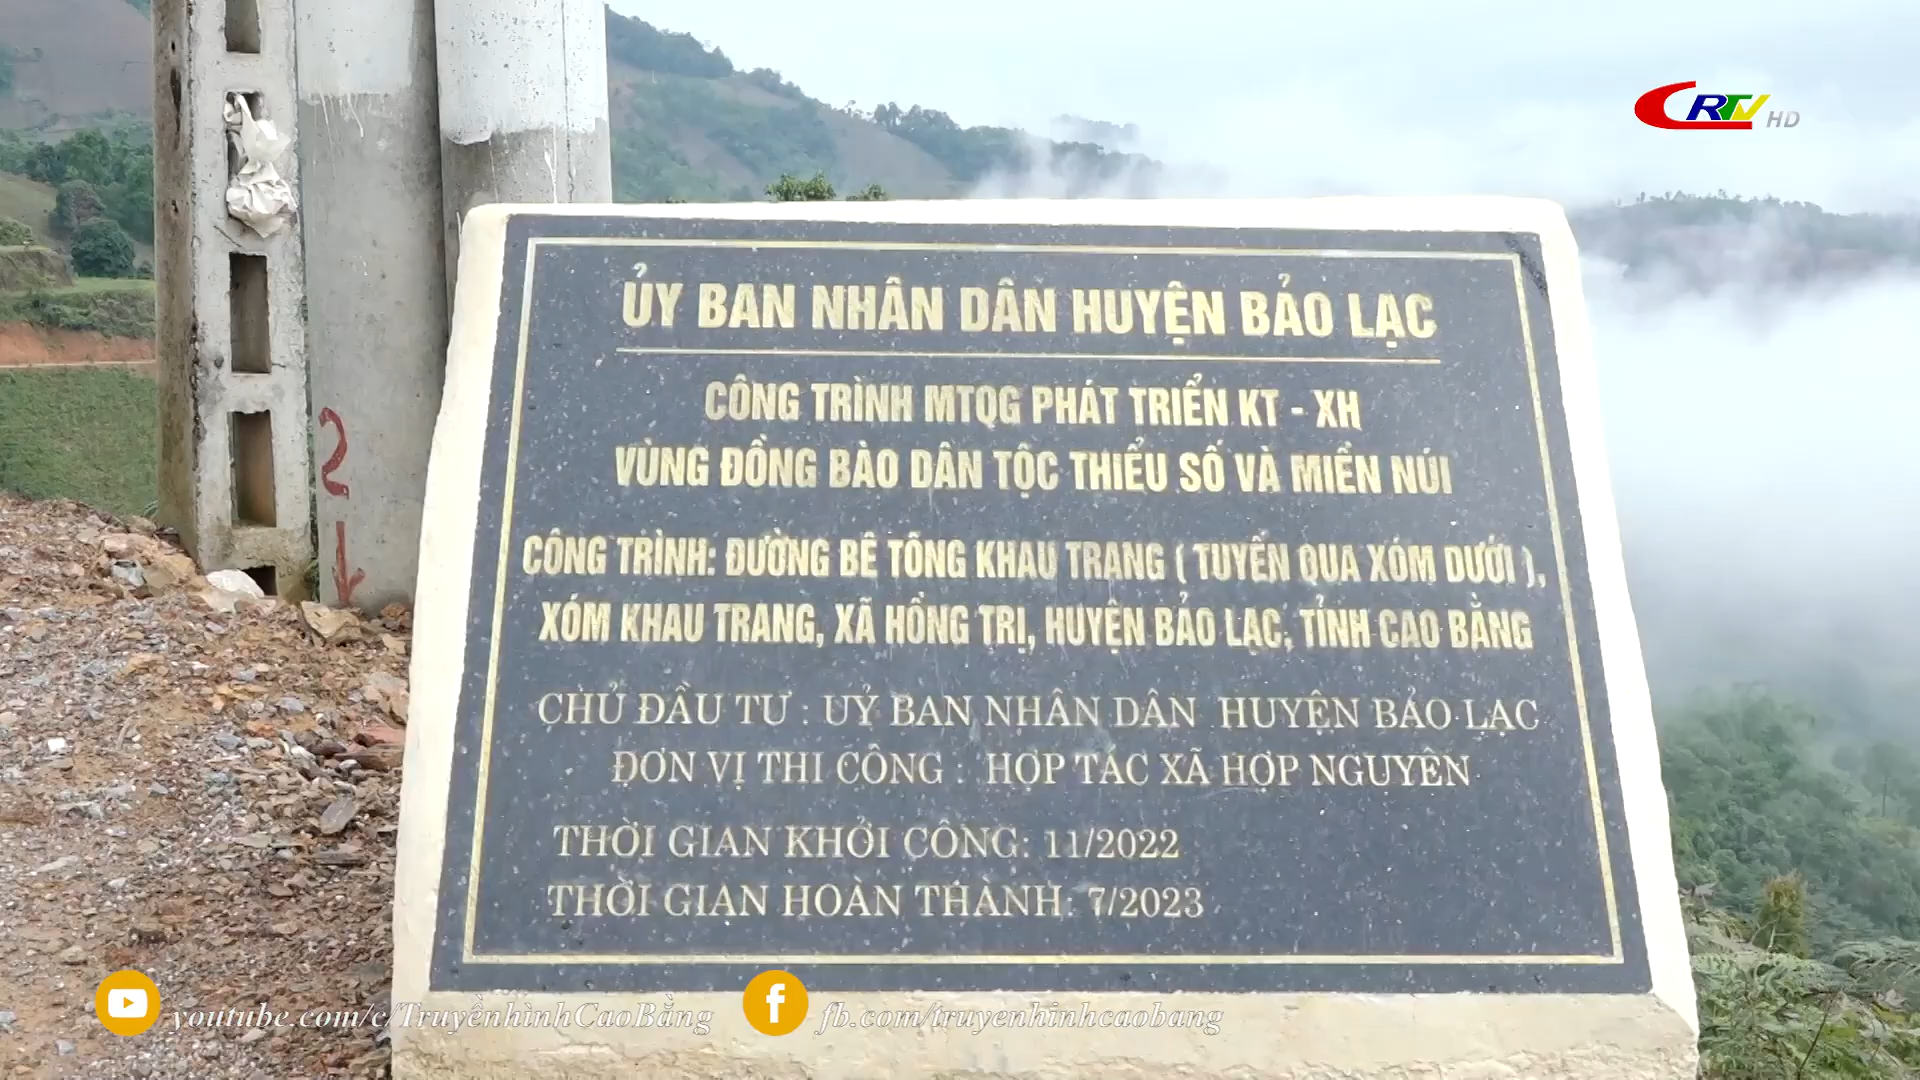 CRTV HD
ỦY BAN NHÂN DÂN HUYỆN BẢO LẠC
CÔNG TRÌNH MTQG PHÁT TRIỂN KT - XH
VÙNG ĐỒNG BÀO DÂN TỘC THIỂU SỐ VÀ MIỀN NÚI
CÔNG TRÌNH: ĐƯỜNG BÊ TÔNG KHAU TRANG ( TUYẾN QUA XÓM DƯỚI ),
XÓM KHAU TRANG, XÃ HỒNG TRỊ, HUYỆN BẢO LẠC, TỈNH CAO BẰNG
CHỦ ĐẦU TƯ : UỶ BAN NHÂN DÂN HUYỆN BẢO LẠC
ĐƠN VỊ THI CÔNG : HỢP TÁC XÃ HỢP NGUYÊN
THỜI GIAN KHỞI CÔNG: 11/2022
THỜI GIAN HOÀN THÀNH: 7/2023
2
youtube.com/c/TruyềnhìnhCaoBằng
fb.com/truyenhinhcaobang